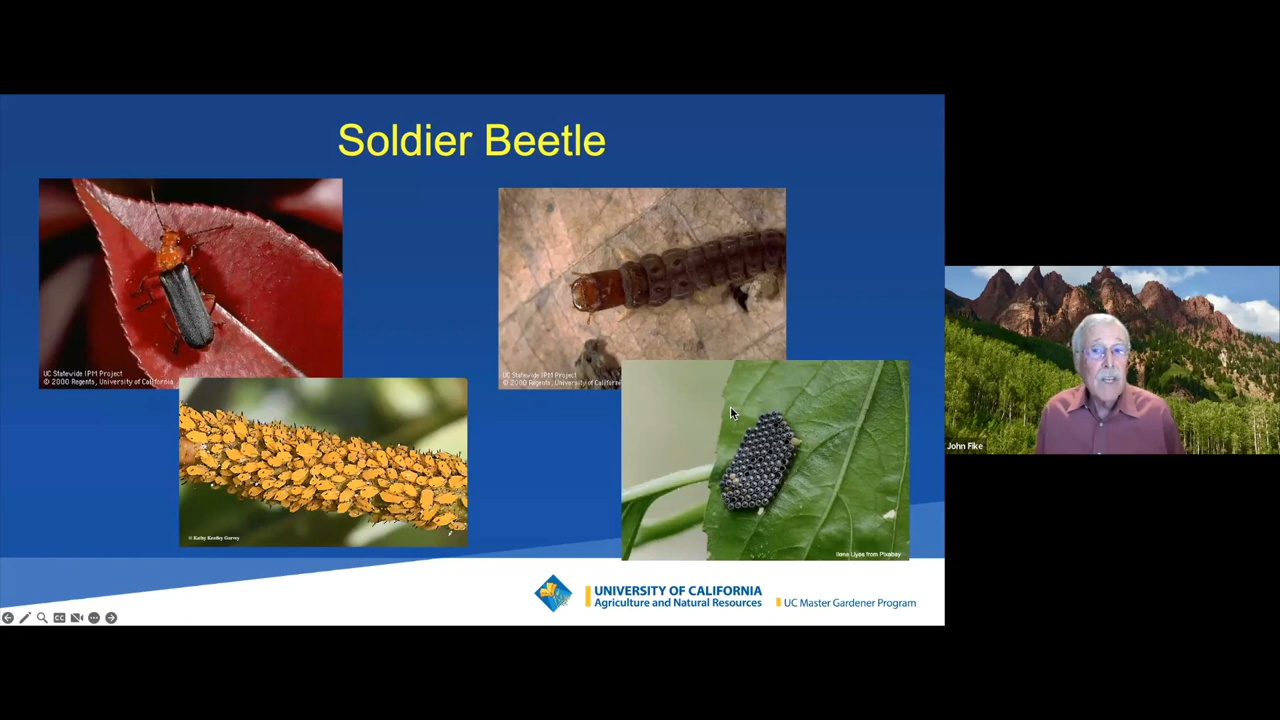 Soldier Beetle
UC Statewide IPM Project
© 2000 Regents, University of California
UC Statewide IPM Project
© 2000 Regents, University of California
© Kathy Keatley Garvey
Ilona Ilyes from Pixabay
John Fike
UNIVERSITY OF CALIFORNIA
Agriculture and Natural Resources
UC Master Gardener Program
CC